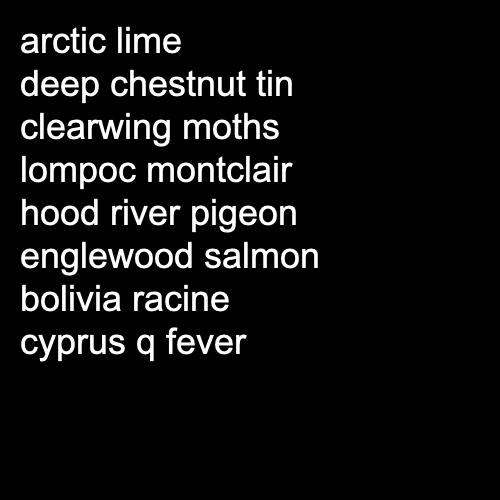 arctic lime
deep chestnut tin
clearwing moths
lompoc montclair
hood river pigeon
englewood salmon
bolivia racine
cyprus q fever